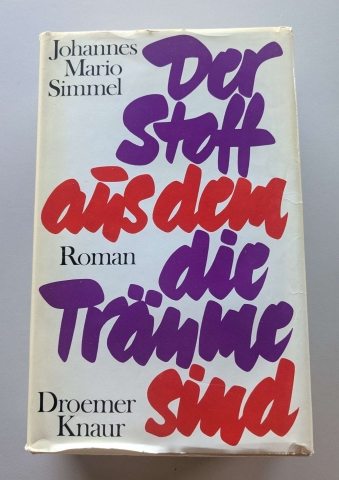 Johannes
Mario
Simmel
Der
Stoff
aus dem
Roman
die
Träume
sind
Droemer
Knaur